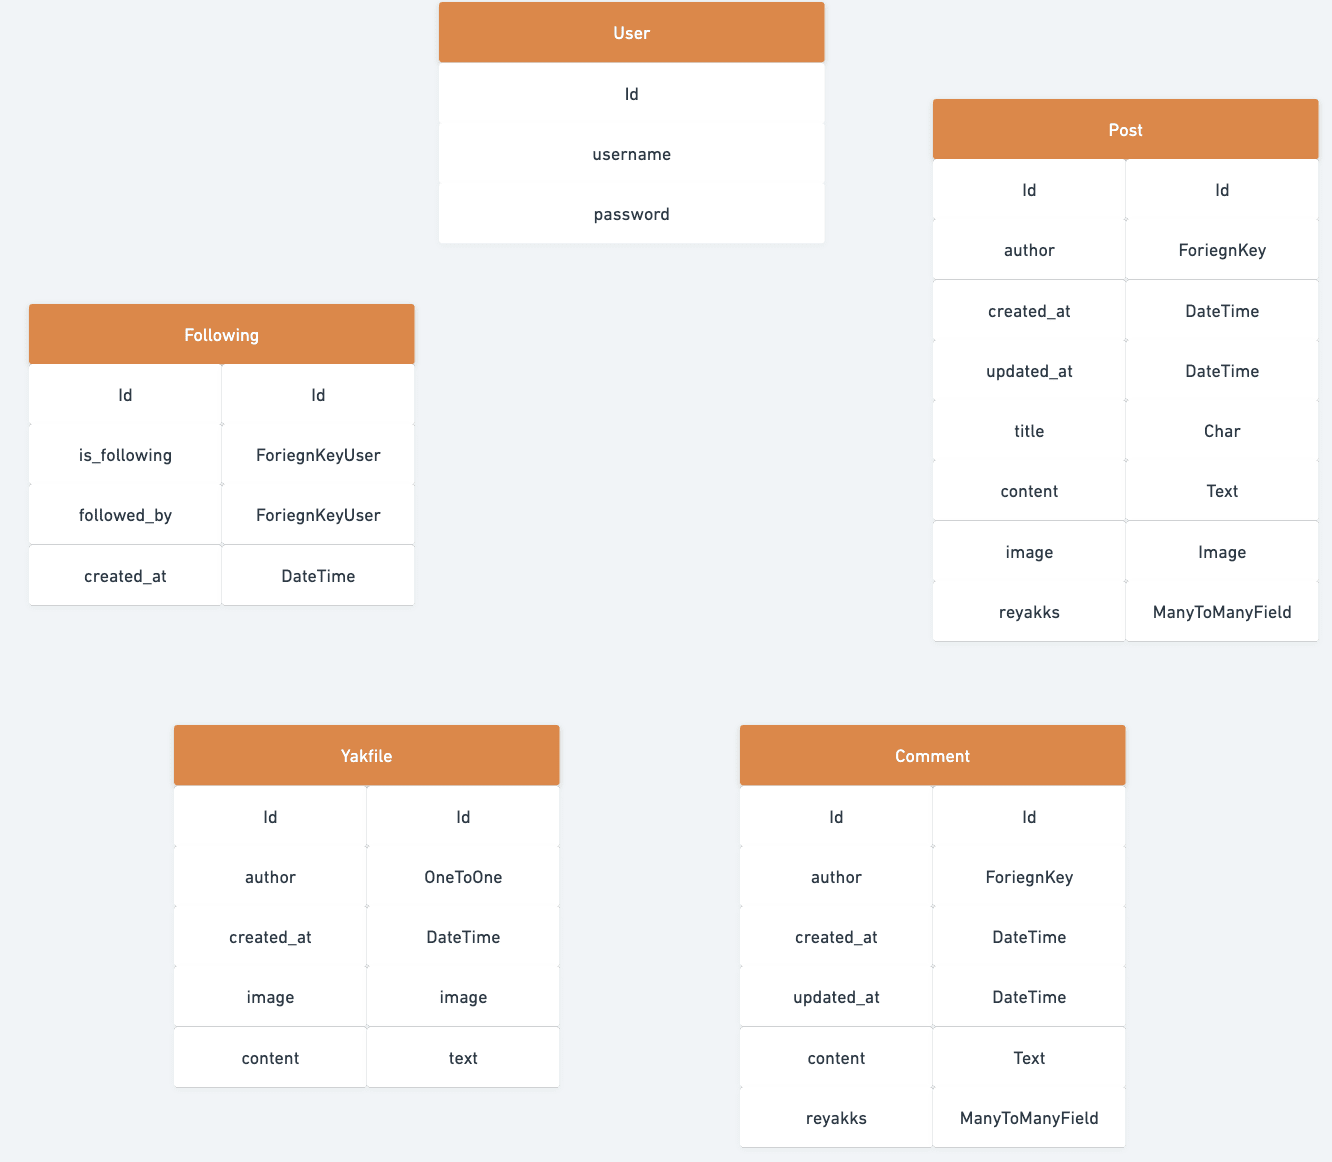 User
Id
username
password
Post
Id Id
author ForiegnKey
created_at DateTime
updated_at DateTime
title Char
content Text
image Image
reyakks ManyToManyField
Following
Id Id
is_following ForiegnKeyUser
followed_by ForiegnKeyUser
created_at DateTime
Yakfile
Id Id
author OneToOne
created_at DateTime
image image
content text
Comment
Id Id
author ForiegnKey
created_at DateTime
updated_at DateTime
content Text
reyakks ManyToManyField